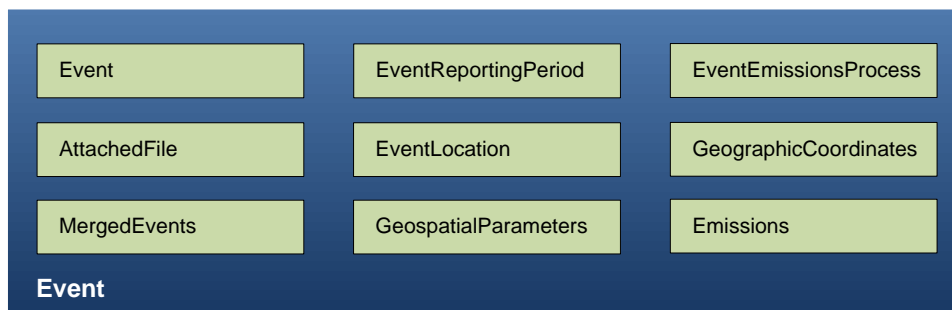 Event
EventReportingPeriod
EventEmissionsProcess
AttachedFile
EventLocation
GeographicCoordinates
MergedEvents
GeospatialParameters
Emissions
Event